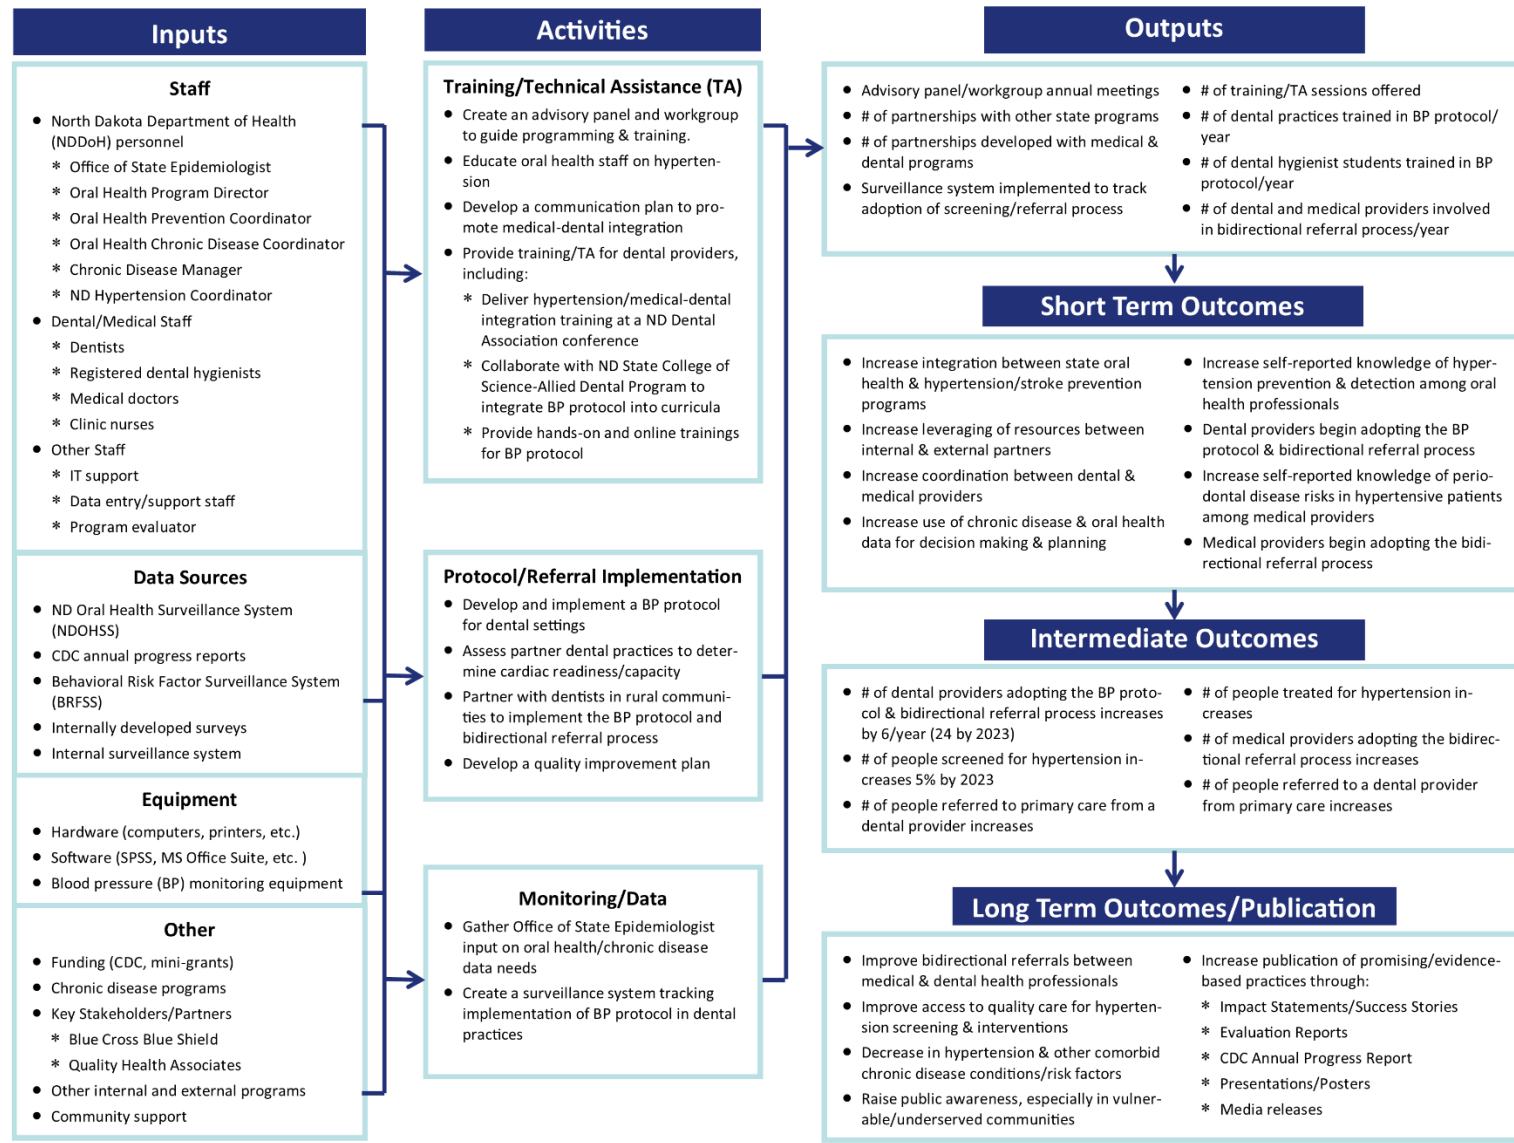 Inputs
Staff
● North Dakota Department of Health
(NDDoH) personnel
* Office of State Epidemiologist
* Oral Health Program Director
* Oral Health Prevention Coordinator
* Oral Health Chronic Disease Coordinator
* Chronic Disease Manager
* ND Hypertension Coordinator
● Dental/Medical Staff
* Dentists
* Registered dental hygienists
* Medical doctors
* Clinic nurses
● Other Staff
* IT support
* Data entry/support staff
* Program evaluator
Data Sources
● ND Oral Health Surveillance System
(NDOHSS)
● CDC annual progress reports
● Behavioral Risk Factor Surveillance System
(BRFSS)
● Internally developed surveys
● Internal surveillance system
Equipment
● Hardware (computers, printers, etc.)
● Software (SPSS, MS Office Suite, etc. )
● Blood pressure (BP) monitoring equipment
Other
● Funding (CDC, mini-grants)
● Chronic disease programs
● Key Stakeholders/Partners
* Blue Cross Blue Shield
* Quality Health Associates
● Other internal and external programs
● Community support
Activities
Training/Technical Assistance (TA)
● Create an advisory panel and workgroup
to guide programming & training.
● Educate oral health staff on hyperten-
sion
● Develop a communication plan to pro-
mote medical-dental integration
● Provide training/TA for dental providers,
including:
* Deliver hypertension/medical-dental
integration training at a ND Dental
Association conference
* Collaborate with ND State College of
Science-Allied Dental Program to
integrate BP protocol into curricula
* Provide hands-on and online trainings
for BP protocol
Protocol/Referral Implementation
● Develop and implement a BP protocol
for dental settings
● Assess partner dental practices to deter-
mine cardiac readiness/capacity
● Partner with dentists in rural communi-
ties to implement the BP protocol and
bidirectional referral process
● Develop a quality improvement plan
Monitoring/Data
● Gather Office of State Epidemiologist
input on oral health/chronic disease
data needs
● Create a surveillance system tracking
implementation of BP protocol in dental
practices
Outputs
● Advisory panel/workgroup annual meetings
● # of partnerships with other state programs
● # of partnerships developed with medical &
dental programs
● Surveillance system implemented to track
adoption of screening/referral process
● # of training/TA sessions offered
● # of dental practices trained in BP protocol/
year
● # of dental hygienist students trained in BP
protocol/year
● # of dental and medical providers involved
in bidirectional referral process/year
Short Term Outcomes
● Increase integration between state oral
health & hypertension/stroke prevention
programs
● Increase leveraging of resources between
internal & external partners
● Increase coordination between dental &
medical providers
● Increase use of chronic disease & oral health
data for decision making & planning
● Increase self-reported knowledge of hyper-
tension prevention & detection among oral
health professionals
● Dental providers begin adopting the BP
protocol & bidirectional referral process
● Increase self-reported knowledge of perio-
dontal disease risks in hypertensive patients
among medical providers
● Medical providers begin adopting the bidi-
rectional referral process
Intermediate Outcomes
● # of dental providers adopting the BP proto-
col & bidirectional referral process increases
by 6/year (24 by 2023)
● # of people screened for hypertension in-
creases 5% by 2023
● # of people referred to primary care from a
dental provider increases
● # of people treated for hypertension in-
creases
● # of medical providers adopting the bidirec-
tional referral process increases
● # of people referred to a dental provider
from primary care increases
Long Term Outcomes/Publication
● Improve bidirectional referrals between
medical & dental health professionals
● Improve access to quality care for hyperten-
sion screening & interventions
● Decrease in hypertension & other comorbid
chronic disease conditions/risk factors
● Raise public awareness, especially in vulner-
able/underserved communities
● Increase publication of promising/evidence-
based practices through:
* Impact Statements/Success Stories
* Evaluation Reports
* CDC Annual Progress Report
* Presentations/Posters
* Media releases